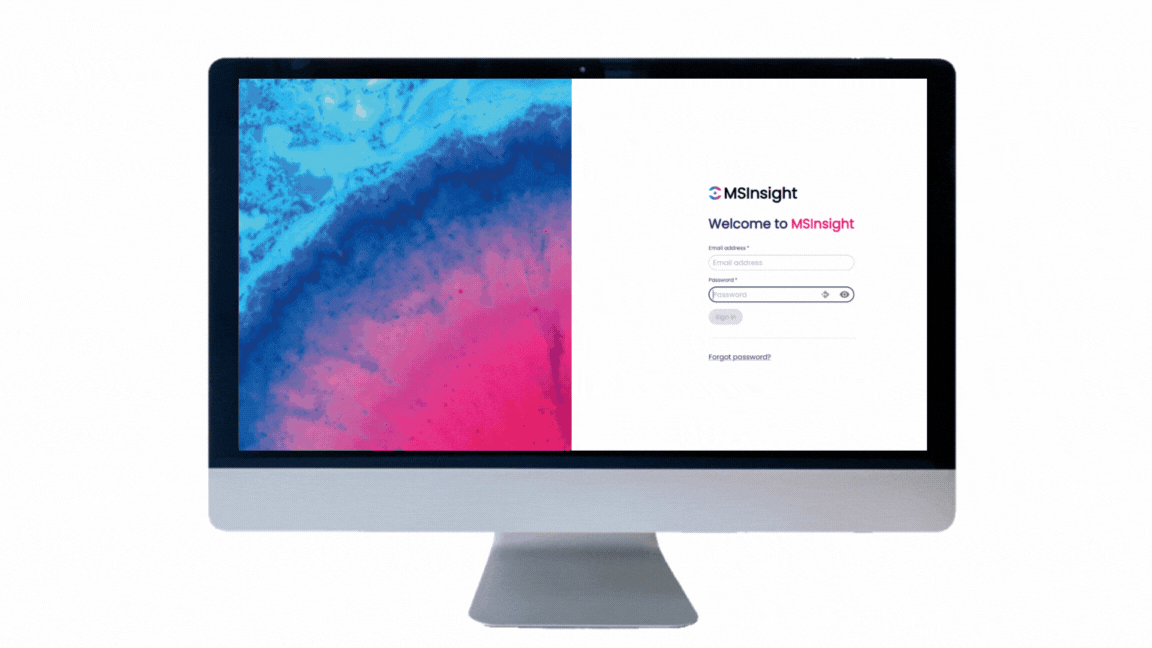 MSInsight
Welcome to MSInsight
Email address *
Email address
Password *
Password
Sign in
Forgot password?